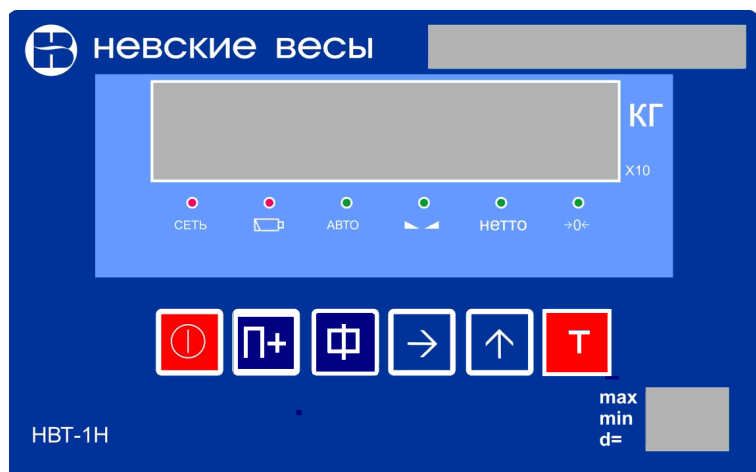 невские весы
КГ
X10
СЕТЬ
АВТО
нетто
→0←
П+
Ф
→
↑
Т
max
min
d=
НВТ-1Н